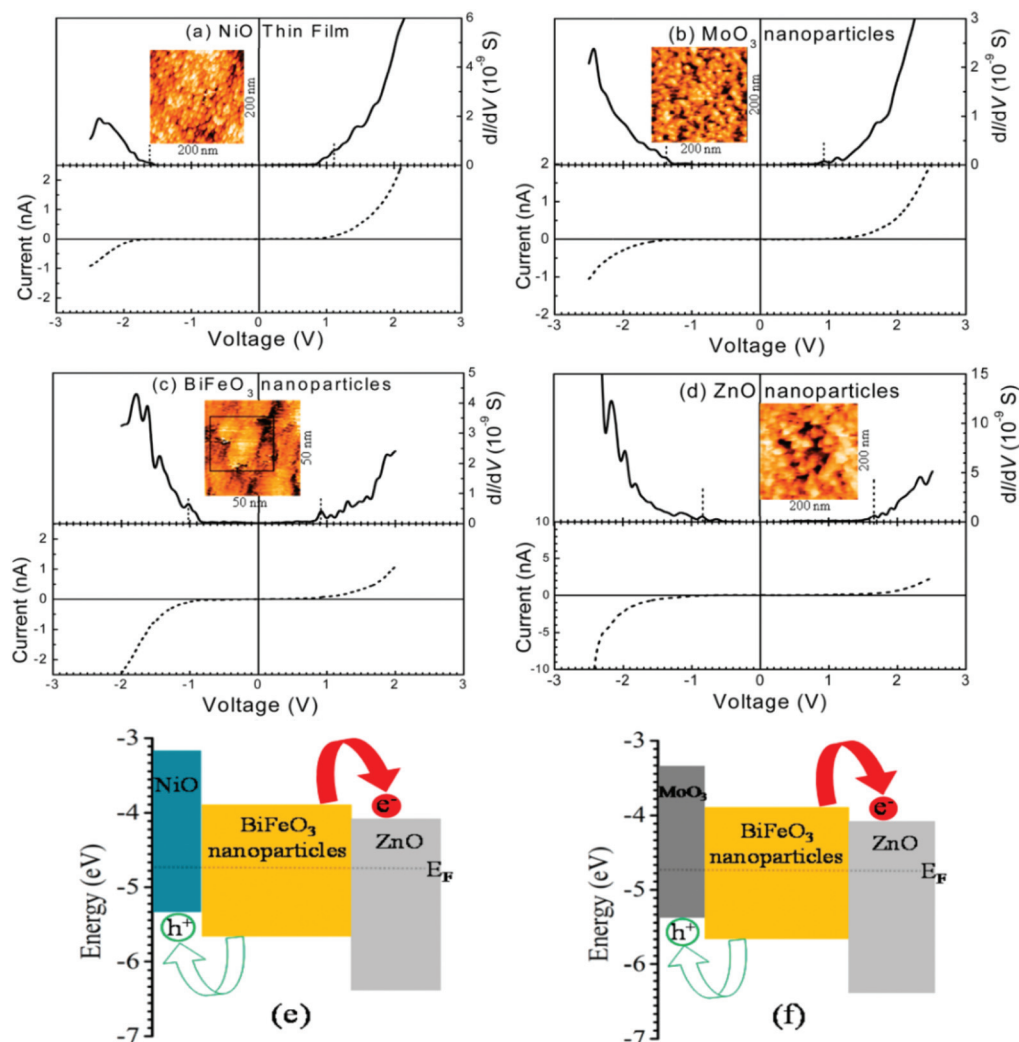 (a) NiO Thin Film
200 nm
200 nm
6
4
2
0
dI/dV (10⁻⁹ S)
2
1
0
-1
-2
Current (nA)
-3 -2 -1 0 1 2 3
Voltage (V)
(b) MoO₃ nanoparticles
200 nm
200 nm
3
2
1
0
dI/dV (10⁻⁹ S)
2
1
0
-1
-2
Current (nA)
-3 -2 -1 0 1 2 3
Voltage (V)
(c) BiFeO₃ nanoparticles
50 nm
50 nm
5
4
3
2
1
0
dI/dV (10⁻⁹ S)
2
1
0
-1
-2
Current (nA)
-3 -2 -1 0 1 2 3
Voltage (V)
(d) ZnO nanoparticles
200 nm
200 nm
15
10
5
0
dI/dV (10⁻⁹ S)
10
5
0
-5
-10
Current (nA)
-3 -2 -1 0 1 2 3
Voltage (V)
-3
-4
-5
-6
-7
Energy (eV)
NiO
BiFeO₃
nanoparticles
e⁻
ZnO
E_F
h⁺
(e)
-3
-4
-5
-6
-7
Energy (eV)
MoO₃
BiFeO₃
nanoparticles
e⁻
ZnO
E_F
h⁺
(f)